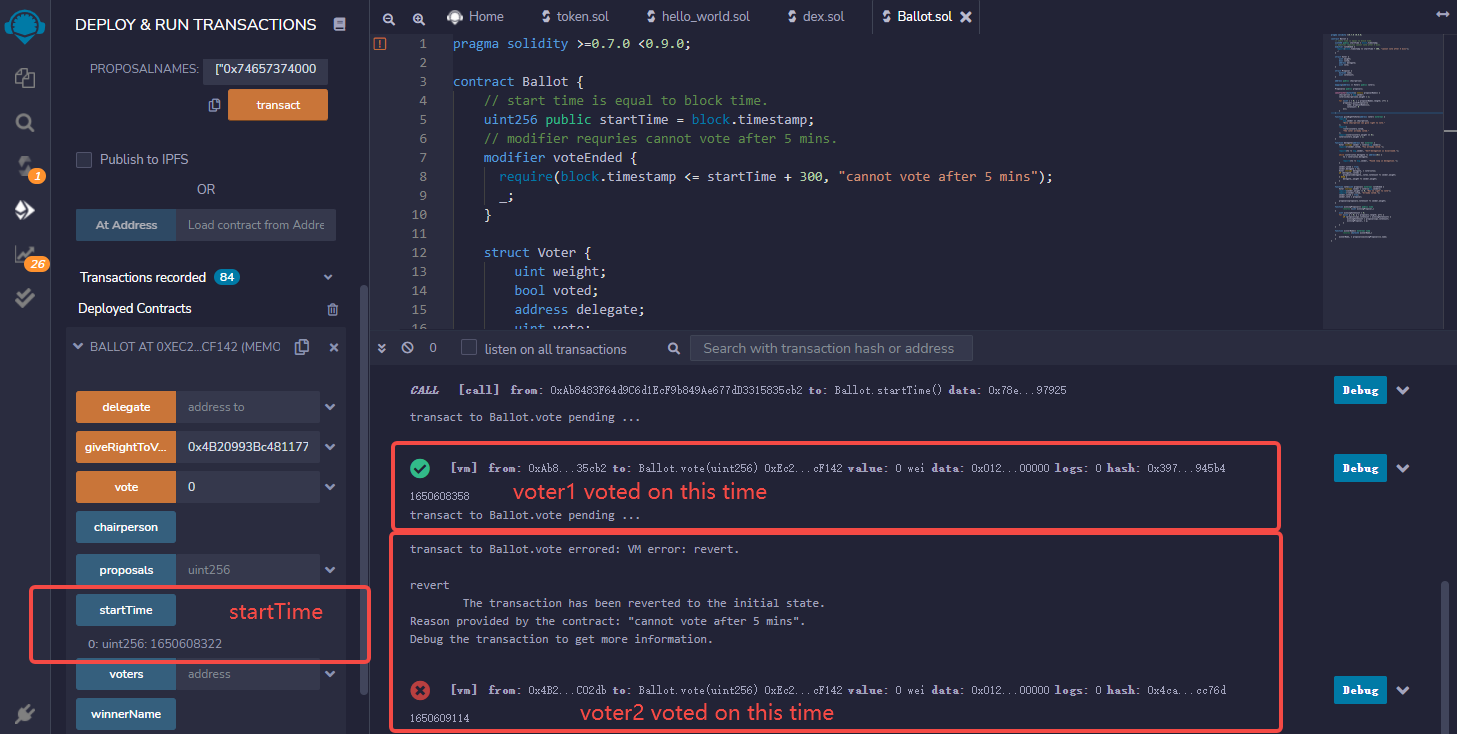 DEPLOY & RUN TRANSACTIONS
PROPOSALNAMES: ["0x74657374000
transact
Publish to IPFS
OR
At Address Load contract from Addre
Transactions recorded 84
Deployed Contracts
BALLOT AT 0XEC2...CF142 (MEMO
delegate address to
giveRightToV... 0x4B20993Bc481177
vote 0
chairperson
proposals uint256
startTime startTime
0: uint256: 1650608322
voters address
winnerName
1
26
Home token.sol hello_world.sol dex.sol Ballot.sol
1 pragma solidity >=0.7.0 <0.9.0;
2
3 contract Ballot {
4 // start time is equal to block time.
5 uint256 public startTime = block.timestamp;
6 // modifier requries cannot vote after 5 mins.
7 modifier voteEnded {
8 require(block.timestamp <= startTime + 300, "cannot vote after 5 mins");
9 _;
10 }
11
12 struct Voter {
13 uint weight;
14 bool voted;
15 address delegate;
16 uint vote;
0 listen on all transactions Search with transaction hash or address
CALL [call] from: 0xAb8483F64d9C6d1EcF9b849Ae677dD3315835cb2 to: Ballot.startTime() data: 0x78e...97925 Debug
transact to Ballot.vote pending ...
[vm] from: 0xAb8...35cb2 to: Ballot.vote(uint256) 0xEc2...cF142 value: 0 wei data: 0x012...00000 logs: 0 hash: 0x397...945b4 Debug
1650608358 voter1 voted on this time
transact to Ballot.vote pending ...
transact to Ballot.vote errored: VM error: revert.
revert
The transaction has been reverted to the initial state.
Reason provided by the contract: "cannot vote after 5 mins".
Debug the transaction to get more information.
[vm] from: 0x4B2...C02db to: Ballot.vote(uint256) 0xEc2...cF142 value: 0 wei data: 0x012...00000 logs: 0 hash: 0x4ca...cc76d Debug
1650609114 voter2 voted on this time